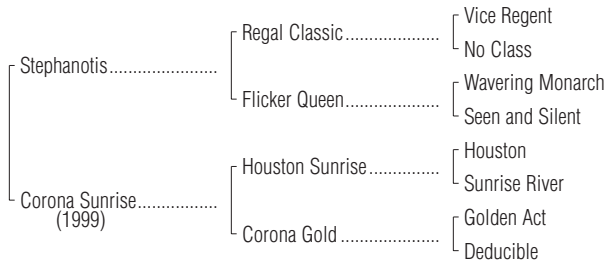 Vice Regent
Regal Classic.....................
No Class
Stephanotis........................
Wavering Monarch
Flicker Queen.....................
Seen and Silent
Houston
Houston Sunrise................
Sunrise River
Corona Sunrise..................
(1999)
Golden Act
Corona Gold ......................
Deducible